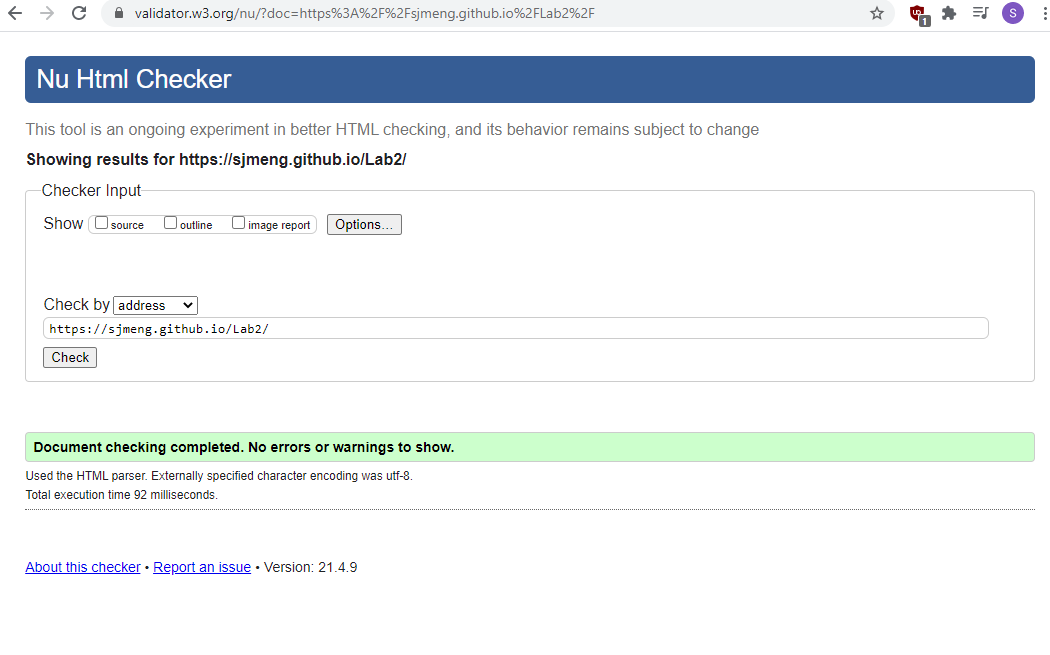 validator.w3.org/nu/?doc=https%3A%2F%2Fsjmeng.github.io%2FLab2%2F
1
S
Nu Html Checker
This tool is an ongoing experiment in better HTML checking, and its behavior remains subject to change
Showing results for https://sjmeng.github.io/Lab2/
Checker Input
Show source outline image report Options...
Check by address
https://sjmeng.github.io/Lab2/
Check
Document checking completed. No errors or warnings to show.
Used the HTML parser. Externally specified character encoding was utf-8.
Total execution time 92 milliseconds.
About this checker • Report an issue • Version: 21.4.9